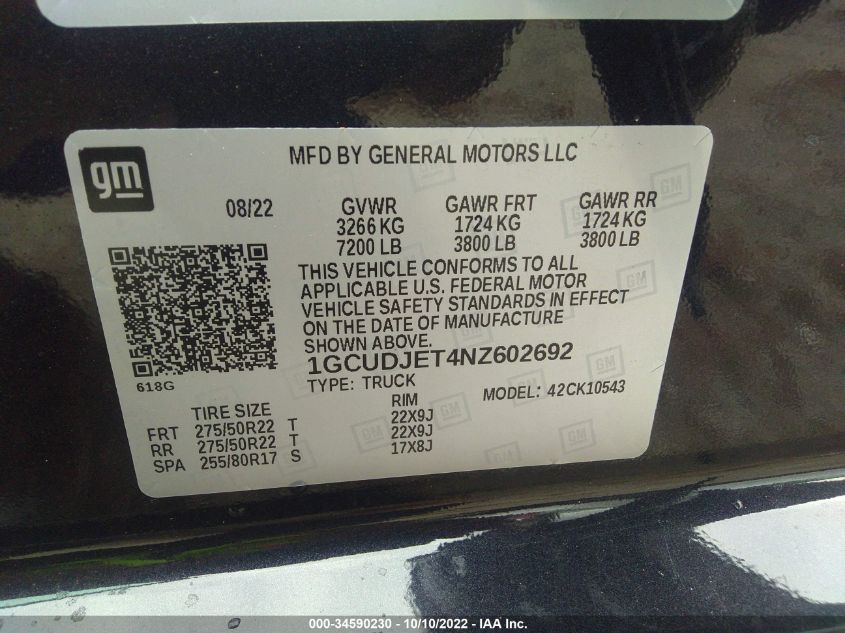 gm
MFD BY GENERAL MOTORS LLC
08/22 GVWR GAWR FRT GAWR RR
3266 KG 1724 KG 1724 KG
7200 LB 3800 LB 3800 LB
THIS VEHICLE CONFORMS TO ALL
APPLICABLE U.S. FEDERAL MOTOR
VEHICLE SAFETY STANDARDS IN EFFECT
ON THE DATE OF MANUFACTURE
SHOWN ABOVE.
1GCUDJET4NZ602692
618G
TYPE: TRUCK MODEL: 42CK10543
TIRE SIZE RIM
FRT 275/50R22 T 22X9J
RR 275/50R22 T 22X9J
SPA 255/80R17 S 17X8J
000-34590230 - 10/10/2022 - IAA Inc.